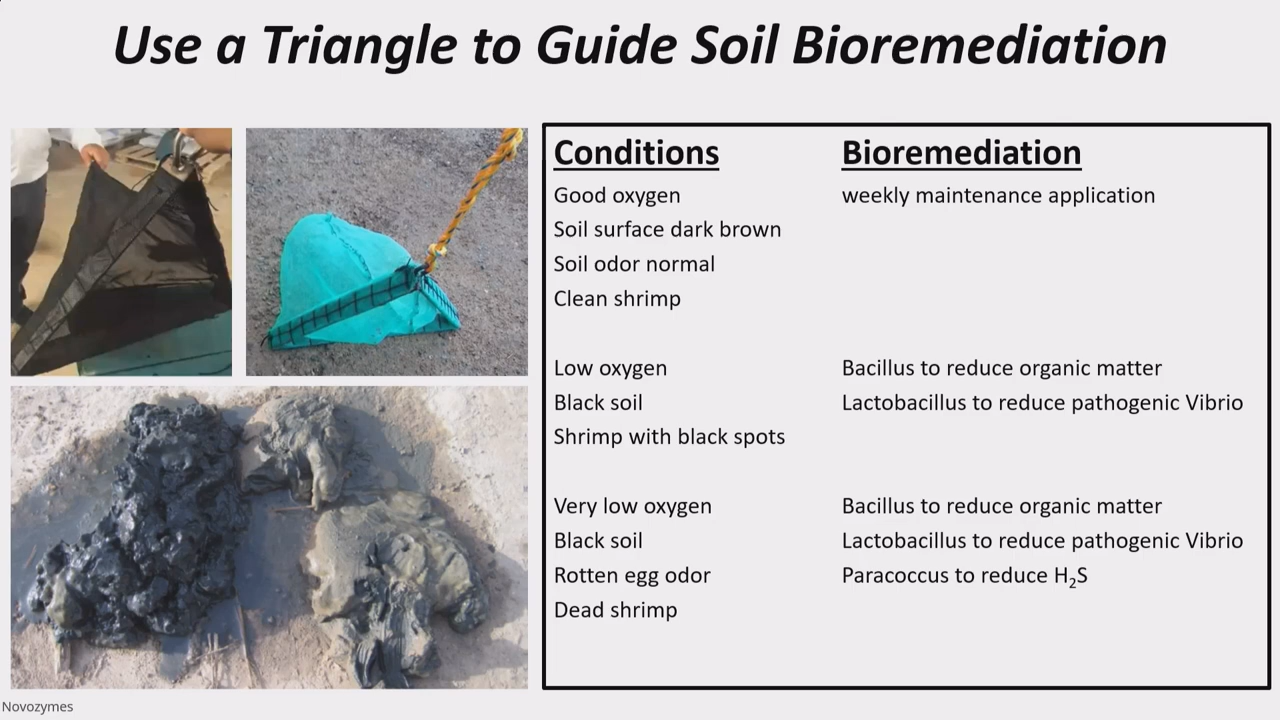 Use a Triangle to Guide Soil Bioremediation
Conditions Bioremediation
Good oxygen weekly maintenance application
Soil surface dark brown
Soil odor normal
Clean shrimp
Low oxygen Bacillus to reduce organic matter
Black soil Lactobacillus to reduce pathogenic Vibrio
Shrimp with black spots
Very low oxygen Bacillus to reduce organic matter
Black soil Lactobacillus to reduce pathogenic Vibrio
Rotten egg odor Paracoccus to reduce H₂S
Dead shrimp
Novozymes